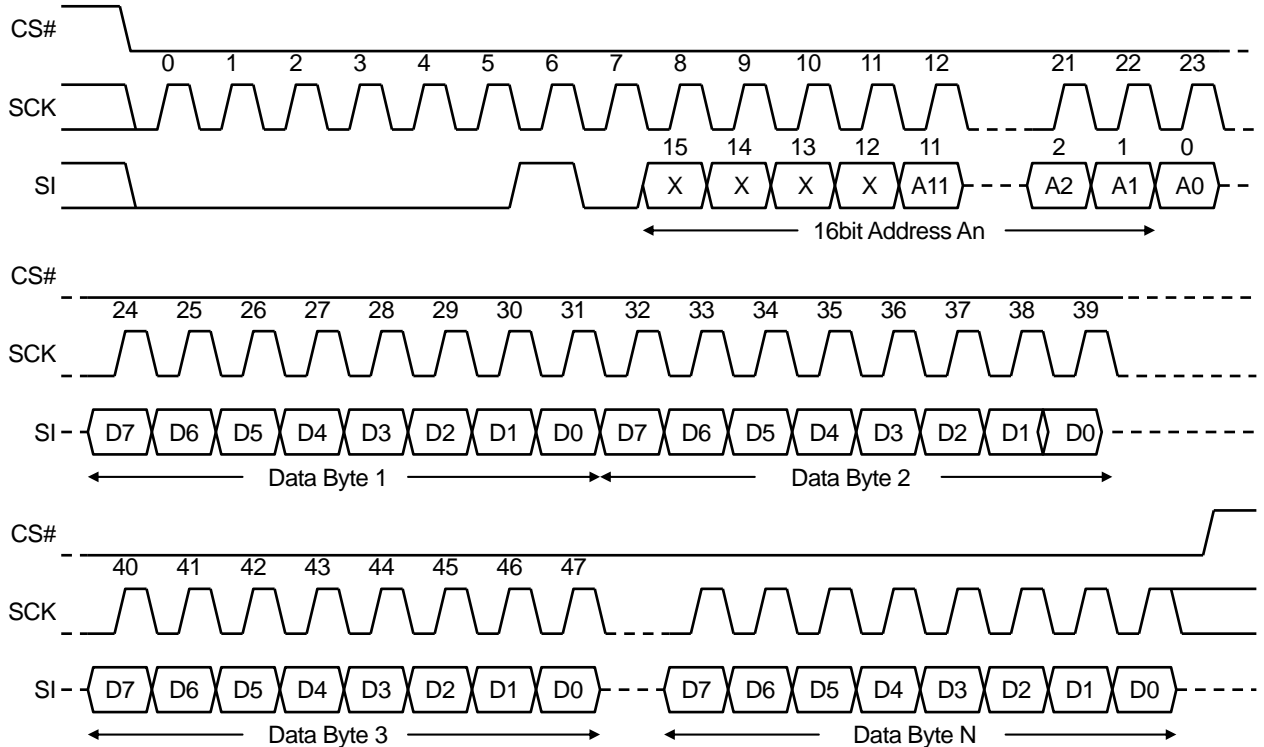 CS#
0 1 2 3 4 5 6 7 8 9 10 11 12 21 22 23
SCK
15 14 13 12 11 2 1 0
SI X X X X A11 A2 A1 A0
16bit Address An
CS#
24 25 26 27 28 29 30 31 32 33 34 35 36 37 38 39
SCK
SI D7 D6 D5 D4 D3 D2 D1 D0 D7 D6 D5 D4 D3 D2 D1 D0
Data Byte 1 Data Byte 2
CS#
40 41 42 43 44 45 46 47
SCK
SI D7 D6 D5 D4 D3 D2 D1 D0 D7 D6 D5 D4 D3 D2 D1 D0
Data Byte 3 Data Byte N